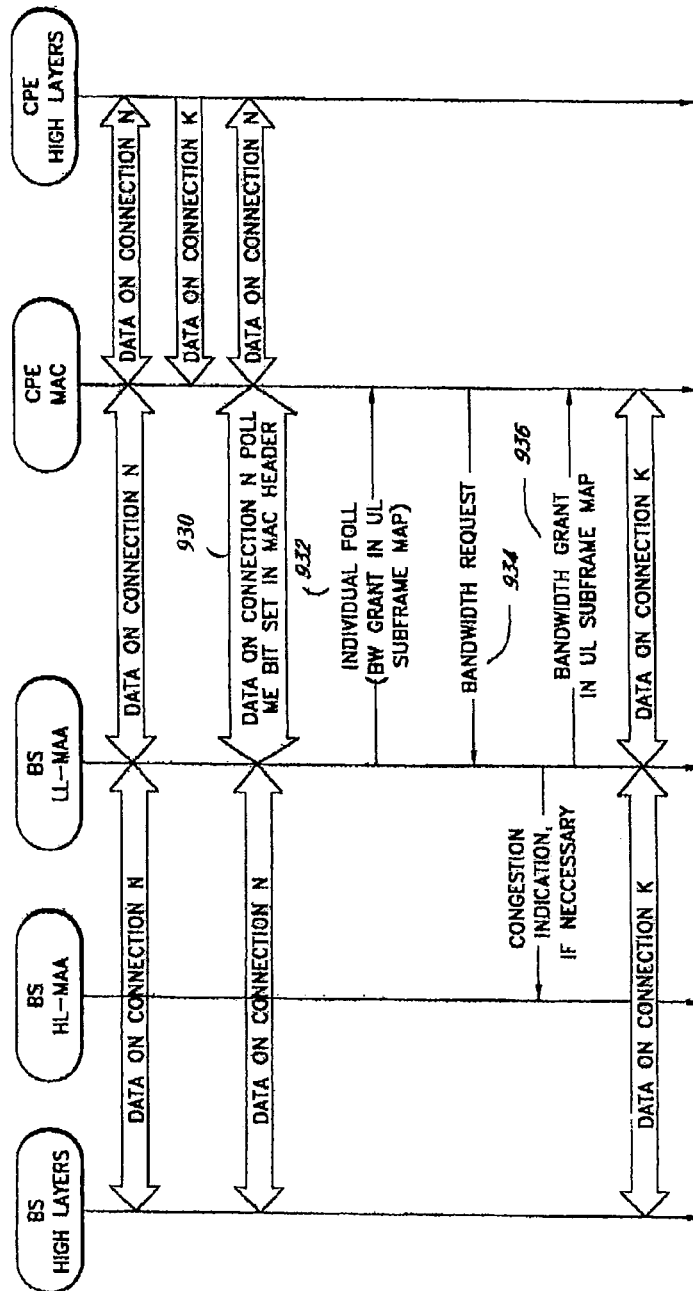 BS
HIGH LAYERS
BS
HL-MAA
BS
LL-MAA
CPE
MAC
CPE
HIGH LAYERS
DATA ON CONNECTION N
DATA ON CONNECTION N
DATA ON CONNECTION N
DATA ON CONNECTION K
930
DATA ON CONNECTION N
DATA ON CONNECTION N POLL
ME BIT SET IN MAC HEADER
DATA ON CONNECTION N
932
INDIVIDUAL POLL
(BW GRANT IN UL
SUBFRAME MAP)
BANDWIDTH REQUEST
934
936
CONGESTION
INDICATION,
IF NECCESSARY
BANDWIDTH GRANT
IN UL SUBFRAME MAP
DATA ON CONNECTION K
DATA ON CONNECTION K